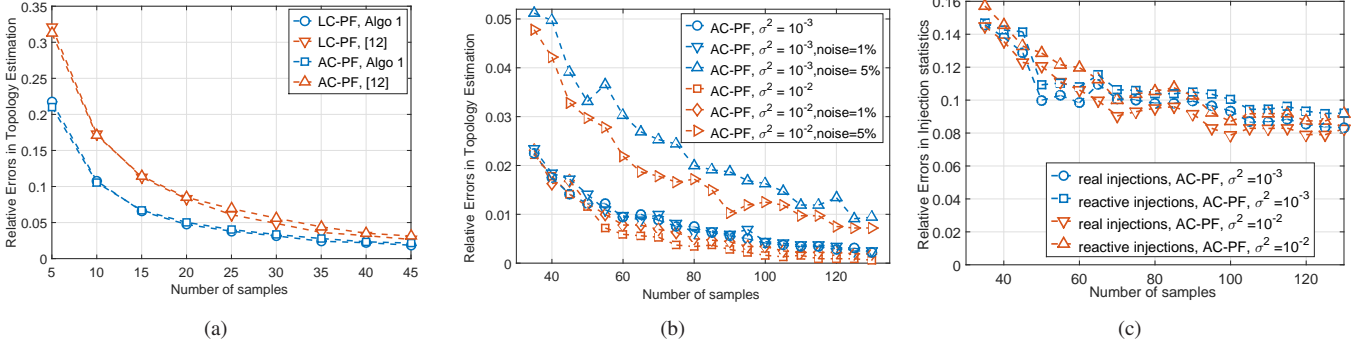 Relative Errors in Topology Estimation
0.35
0.3
0.25
0.2
0.15
0.1
0.05
0
5 10 15 20 25 30 35 40 45
Number of samples
LC-PF, Algo 1
LC-PF, [12]
AC-PF, Algo 1
AC-PF, [12]
(a)
Relative Errors in Topology Estimation
0.05
0.04
0.03
0.02
0.01
0
40 60 80 100 120
Number of samples
AC-PF, σ² = 10⁻³
AC-PF, σ² = 10⁻³,noise=1%
AC-PF, σ² = 10⁻³,noise= 5%
AC-PF, σ² = 10⁻²
AC-PF, σ² = 10⁻²,noise=1%
AC-PF, σ² = 10⁻²,noise=5%
(b)
Relative Errors in Injection statistics
0.16
0.14
0.12
0.1
0.08
0.06
0.04
0.02
0
40 60 80 100 120
Number of samples
real injections, AC-PF, σ² =10⁻³
reactive injections, AC-PF, σ² =10⁻³
real injections, AC-PF, σ² =10⁻²
reactive injections, AC-PF, σ² =10⁻²
(c)